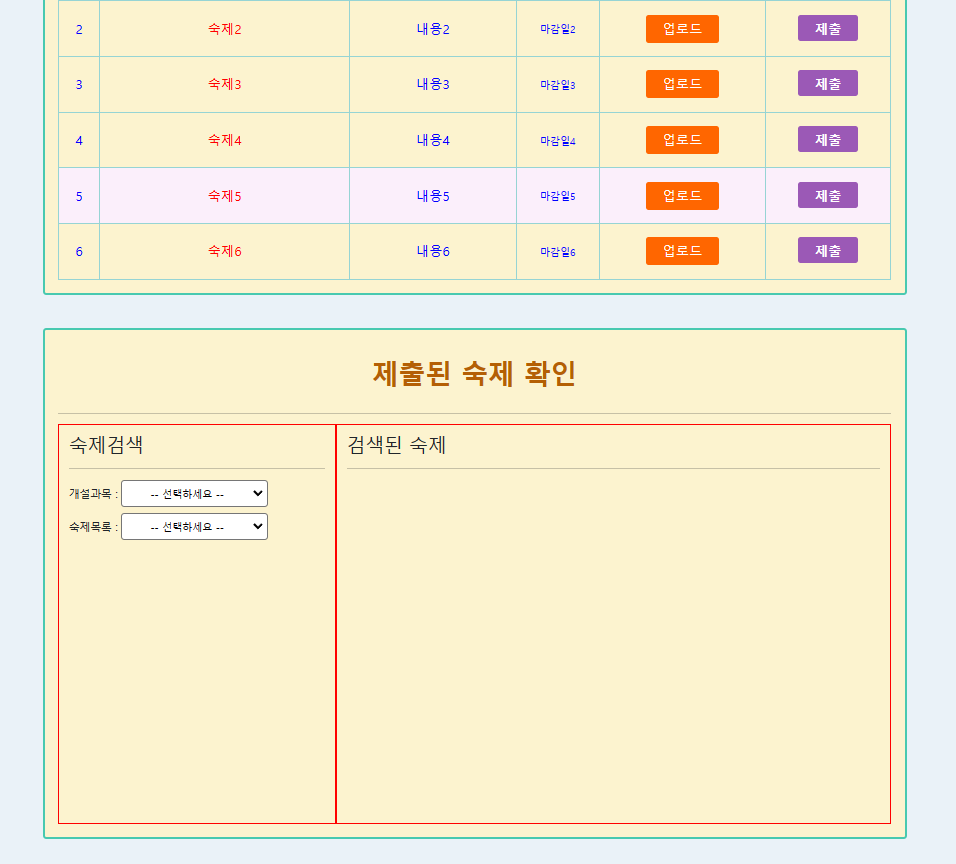 2 숙제2 내용2 마감일2 업로드 제출
3 숙제3 내용3 마감일3 업로드 제출
4 숙제4 내용4 마감일4 업로드 제출
5 숙제5 내용5 마감일5 업로드 제출
6 숙제6 내용6 마감일6 업로드 제출
제출된 숙제 확인
숙제검색
개설과목 : -- 선택하세요 --
숙제목록 : -- 선택하세요 --
검색된 숙제